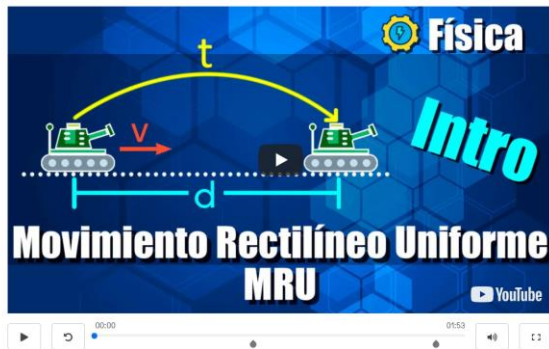 Física
t
Intro
V
d
Movimiento Rectilíneo Uniforme
MRU
YouTube
00:00
01:53